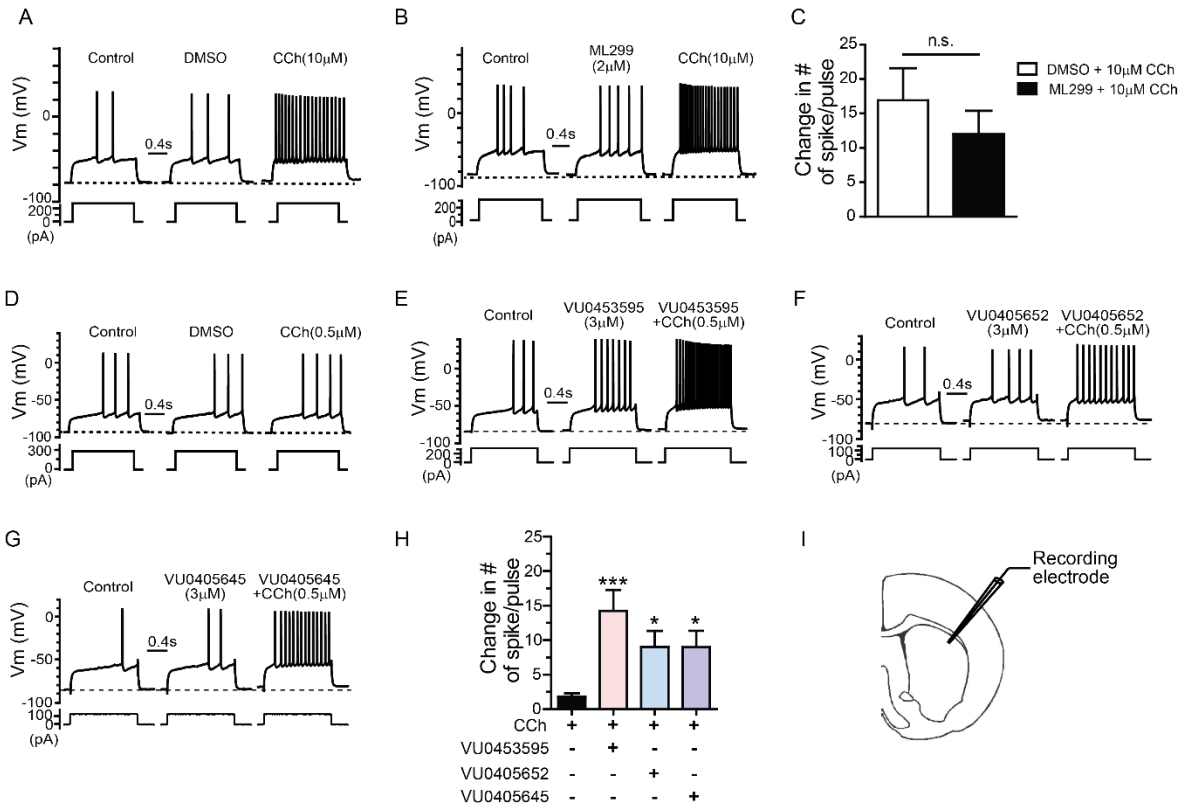 A
Control
DMSO
CCh(10μM)
Vm (mV)
0
0.4s
-100
200
0
(pA)
B
Control
ML299
(2μM)
CCh(10μM)
Vm (mV)
0
0.4s
-100
200
0
(pA)
C
Change in #
of spike/pulse
25
20
15
10
5
0
n.s.
DMSO + 10μM CCh
ML299 + 10μM CCh
D
Control
DMSO
CCh(0.5μM)
Vm (mV)
0
-50
-100
0.4s
300
0
(pA)
E
Control
VU0453595
(3μM)
VU0453595
+CCh(0.5μM)
Vm (mV)
0
-50
-100
0.4s
200
0
(pA)
F
Control
VU0405652
(3μM)
VU0405652
+CCh(0.5μM)
Vm (mV)
0
-50
-100
0.4s
100
0
(pA)
G
Control
VU0405645
(3μM)
VU0405645
+CCh(0.5μM)
Vm (mV)
0
-50
-100
0.4s
100
0
(pA)
H
Change in #
of spike/pulse
25
20
15
10
5
0
***
*
*
CCh + + + +
VU0453595 - + - -
VU0405652 - - + -
VU0405645 - - - +
I
Recording
electrode